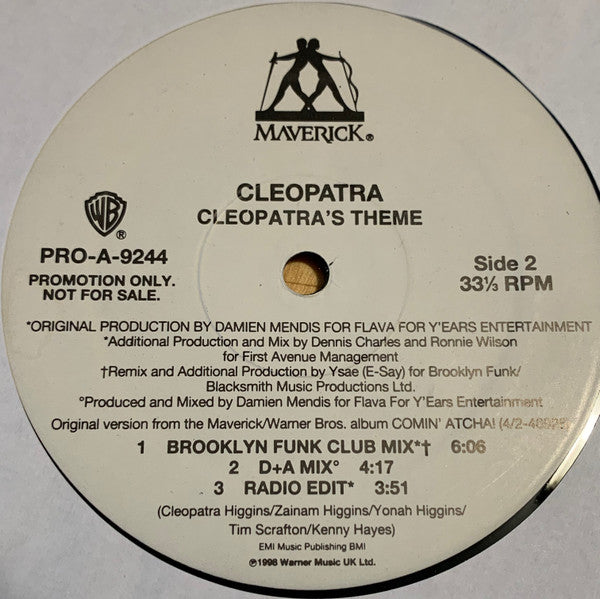 MAVERICK®
CLEOPATRA
CLEOPATRA'S THEME
WB®
PRO-A-9244
PROMOTION ONLY.
NOT FOR SALE.
Side 2
33⅓ RPM
*ORIGINAL PRODUCTION BY DAMIEN MENDIS FOR FLAVA FOR Y'EARS ENTERTAINMENT
*Additional Production and Mix by Dennis Charles and Ronnie Wilson
for First Avenue Management
†Remix and Additional Production by Ysae (E-Say) for Brooklyn Funk/
Blacksmith Music Productions Ltd.
°Produced and Mixed by Damien Mendis for Flava For Y'Ears Entertainment
Original version from the Maverick/Warner Bros. album COMIN' ATCHA!
1 BROOKLYN FUNK CLUB MIX*† 6:06
2 D+A MIX° 4:17
3 RADIO EDIT* 3:51
(Cleopatra Higgins/Zainam Higgins/Yonah Higgins/
Tim Scrafton/Kenny Hayes)
EMI Music Publishing BMI
℗1998 Warner Music UK Ltd.